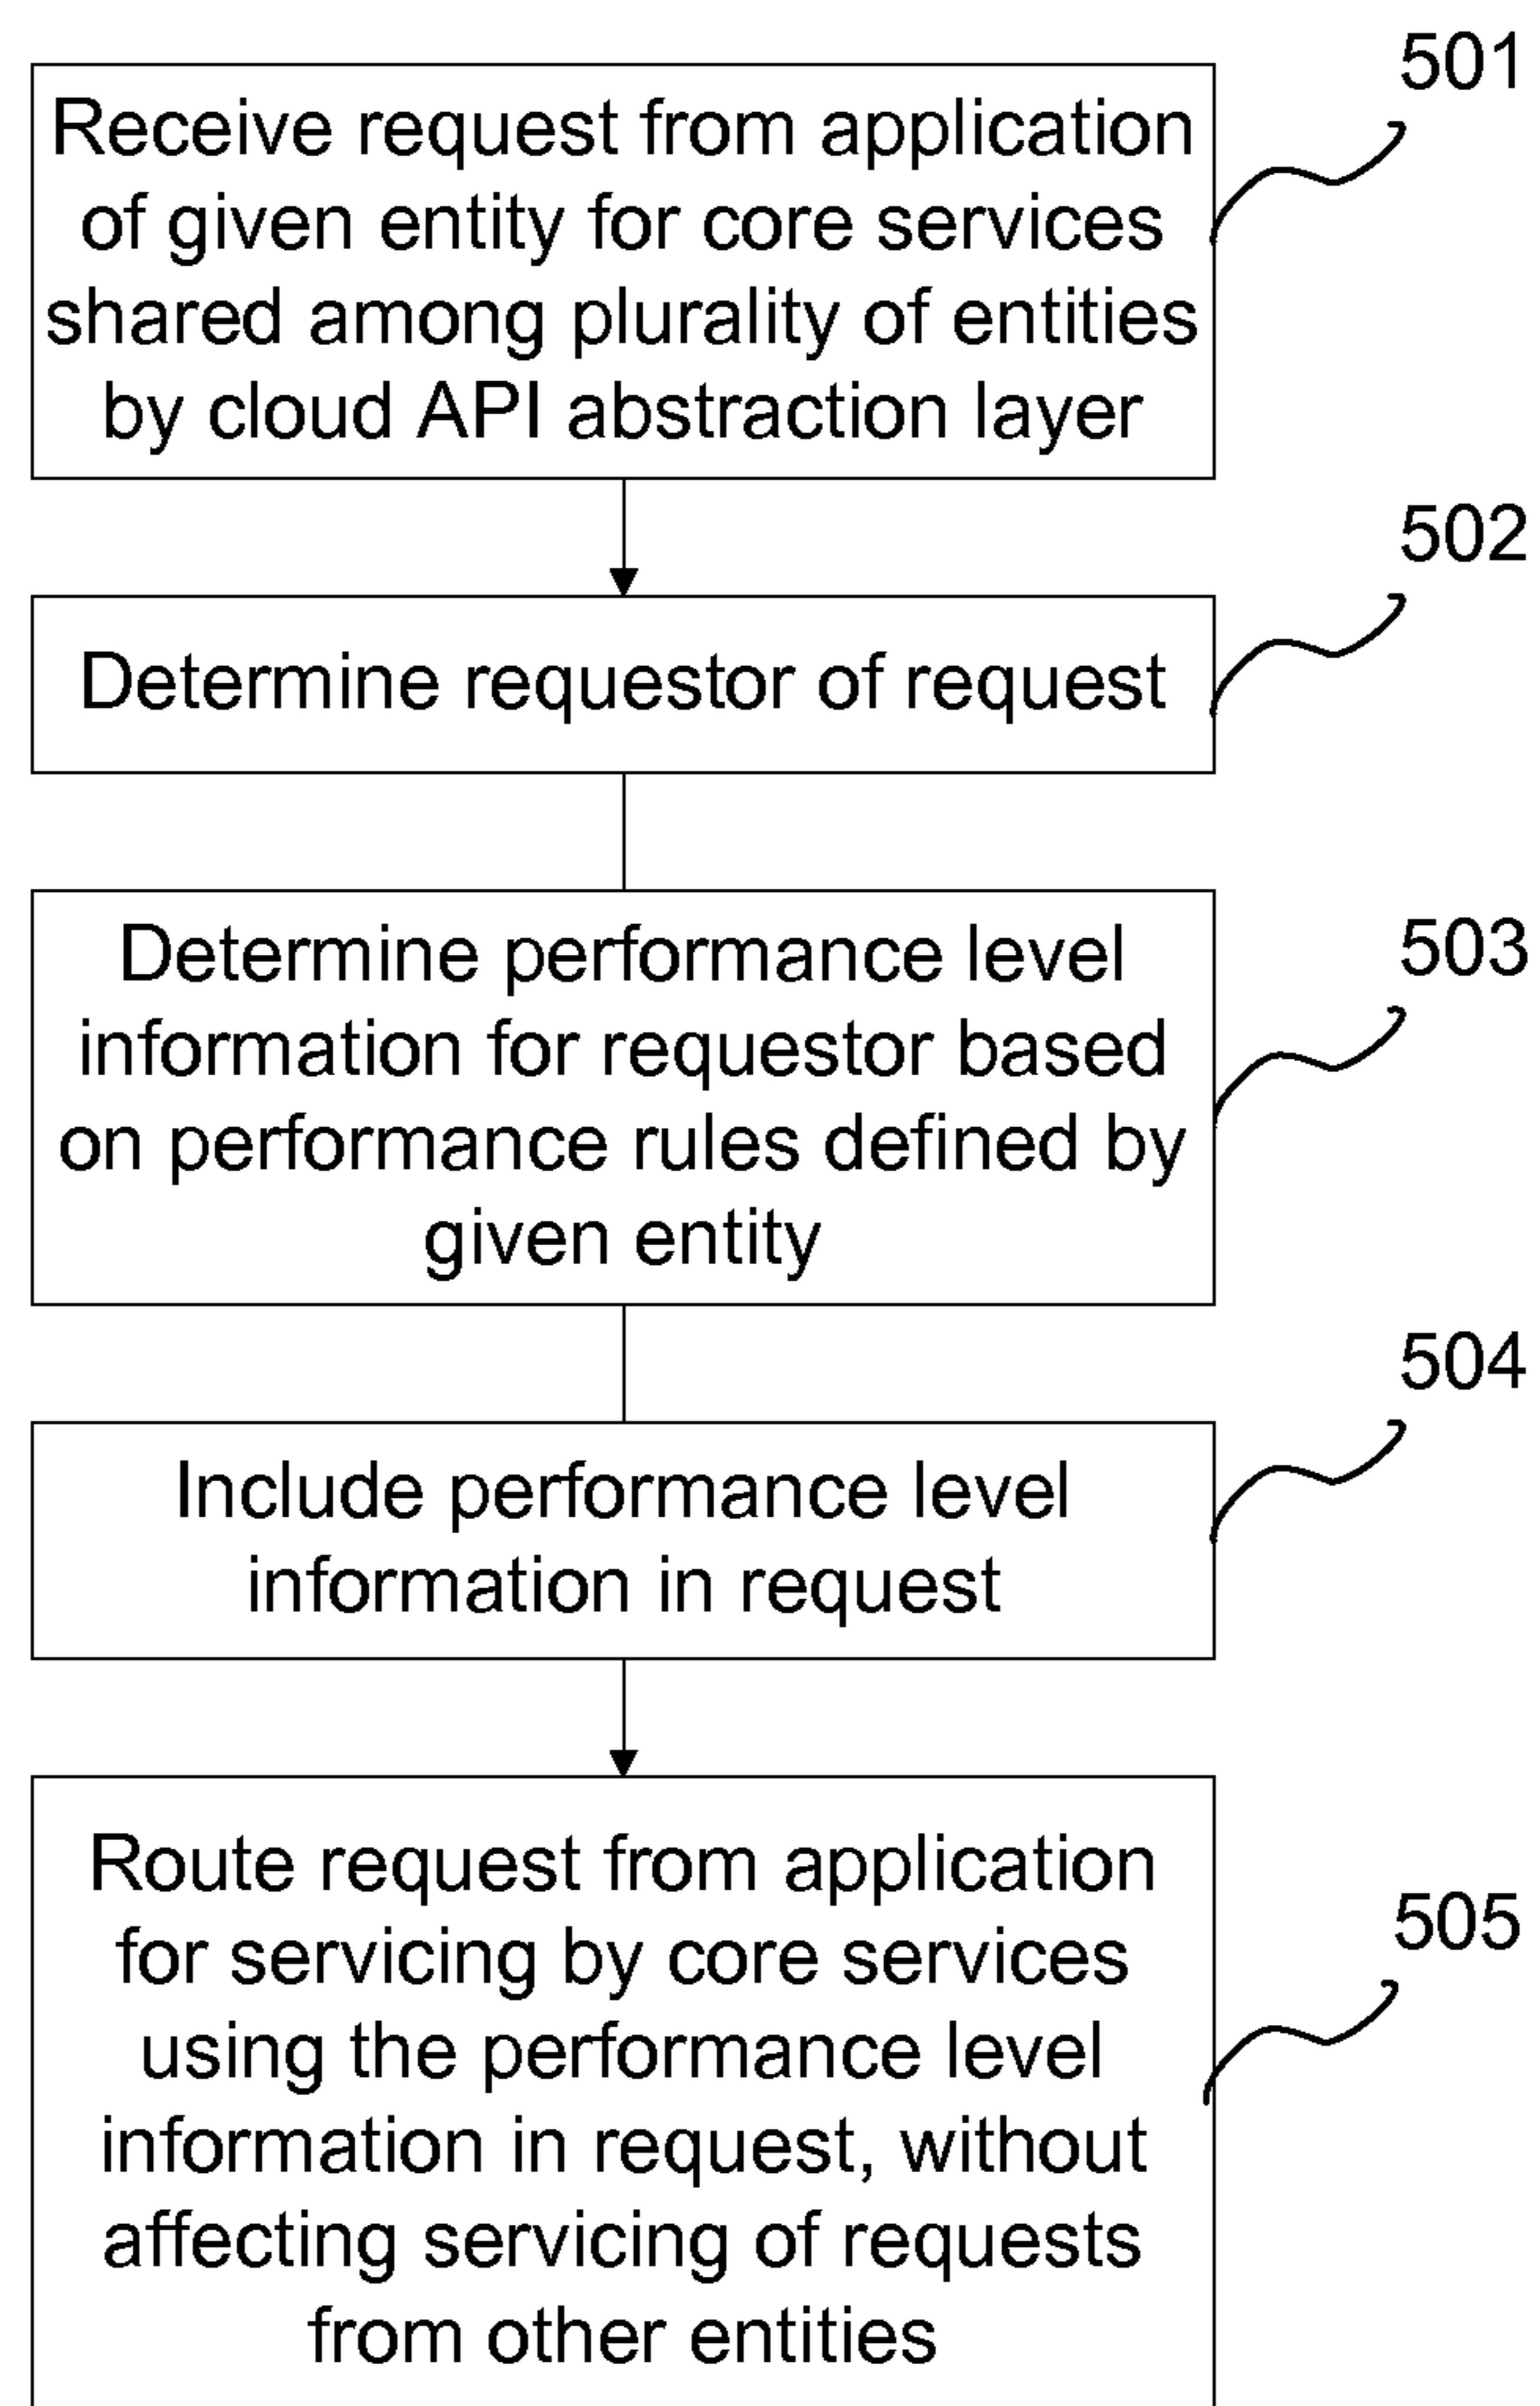 501
Receive request from application
of given entity for core services
shared among plurality of entities
by cloud API abstraction layer
502
Determine requestor of request
503
Determine performance level
information for requestor based
on performance rules defined by
given entity
504
Include performance level
information in request
505
Route request from application
for servicing by core services
using the performance level
information in request, without
affecting servicing of requests
from other entities